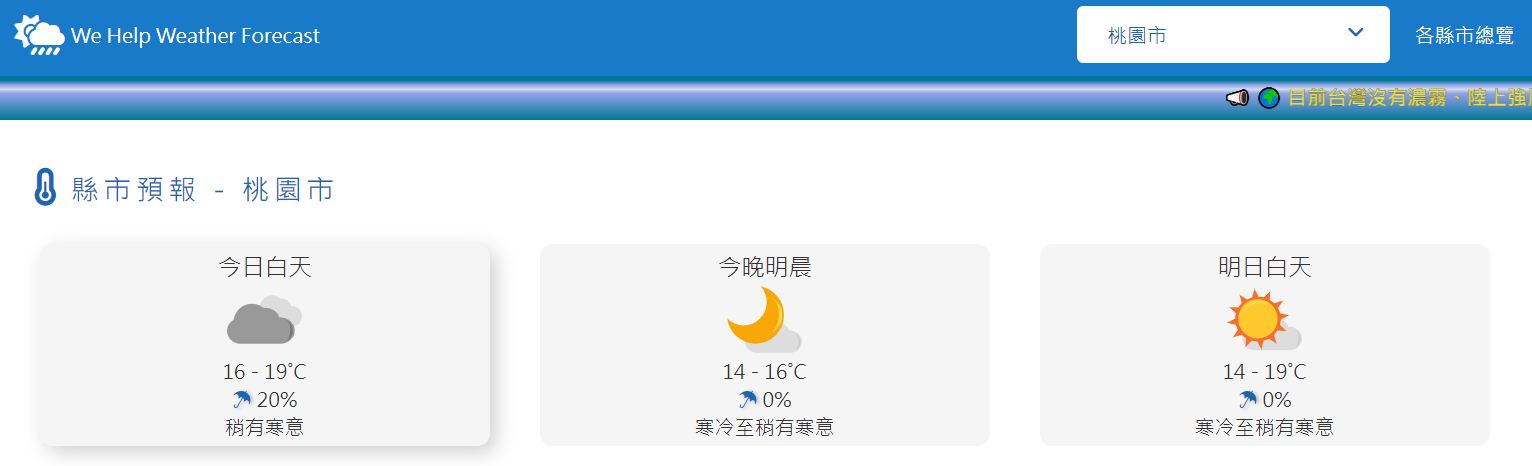 We Help Weather Forecast
桃園市
各縣市總覽
目前台灣沒有濃霧、陸上強
縣市預報 - 桃園市
今日白天
16 - 19°C
20%
稍有寒意
今晚明晨
14 - 16°C
0%
寒冷至稍有寒意
明日白天
14 - 19°C
0%
寒冷至稍有寒意